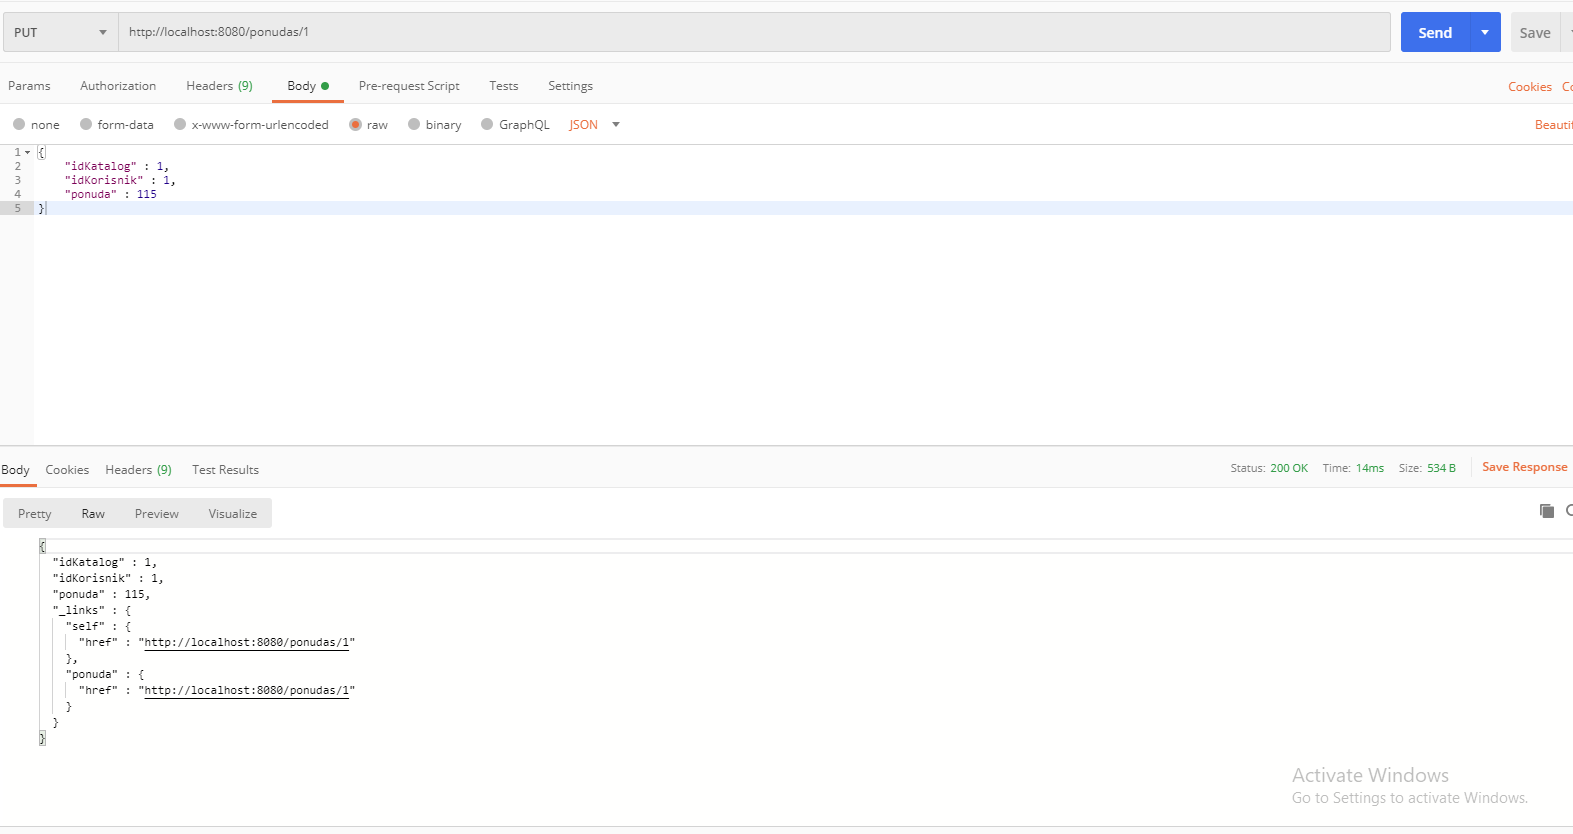 PUT http://localhost:8080/ponudas/1 Send Save
Params Authorization Headers (9) Body Pre-request Script Tests Settings Cookies
none form-data x-www-form-urlencoded raw binary GraphQL JSON
1 {
2 "idKatalog" : 1,
3 "idKorisnik" : 1,
4 "ponuda" : 115
5 }
Body Cookies Headers (9) Test Results Status: 200 OK Time: 14ms Size: 534 B Save Response
Pretty Raw Preview Visualize
{
"idKatalog" : 1,
"idKorisnik" : 1,
"ponuda" : 115,
"_links" : {
"self" : {
"href" : "http://localhost:8080/ponudas/1"
},
"ponuda" : {
"href" : "http://localhost:8080/ponudas/1"
}
}
}
Activate Windows
Go to Settings to activate Windows.